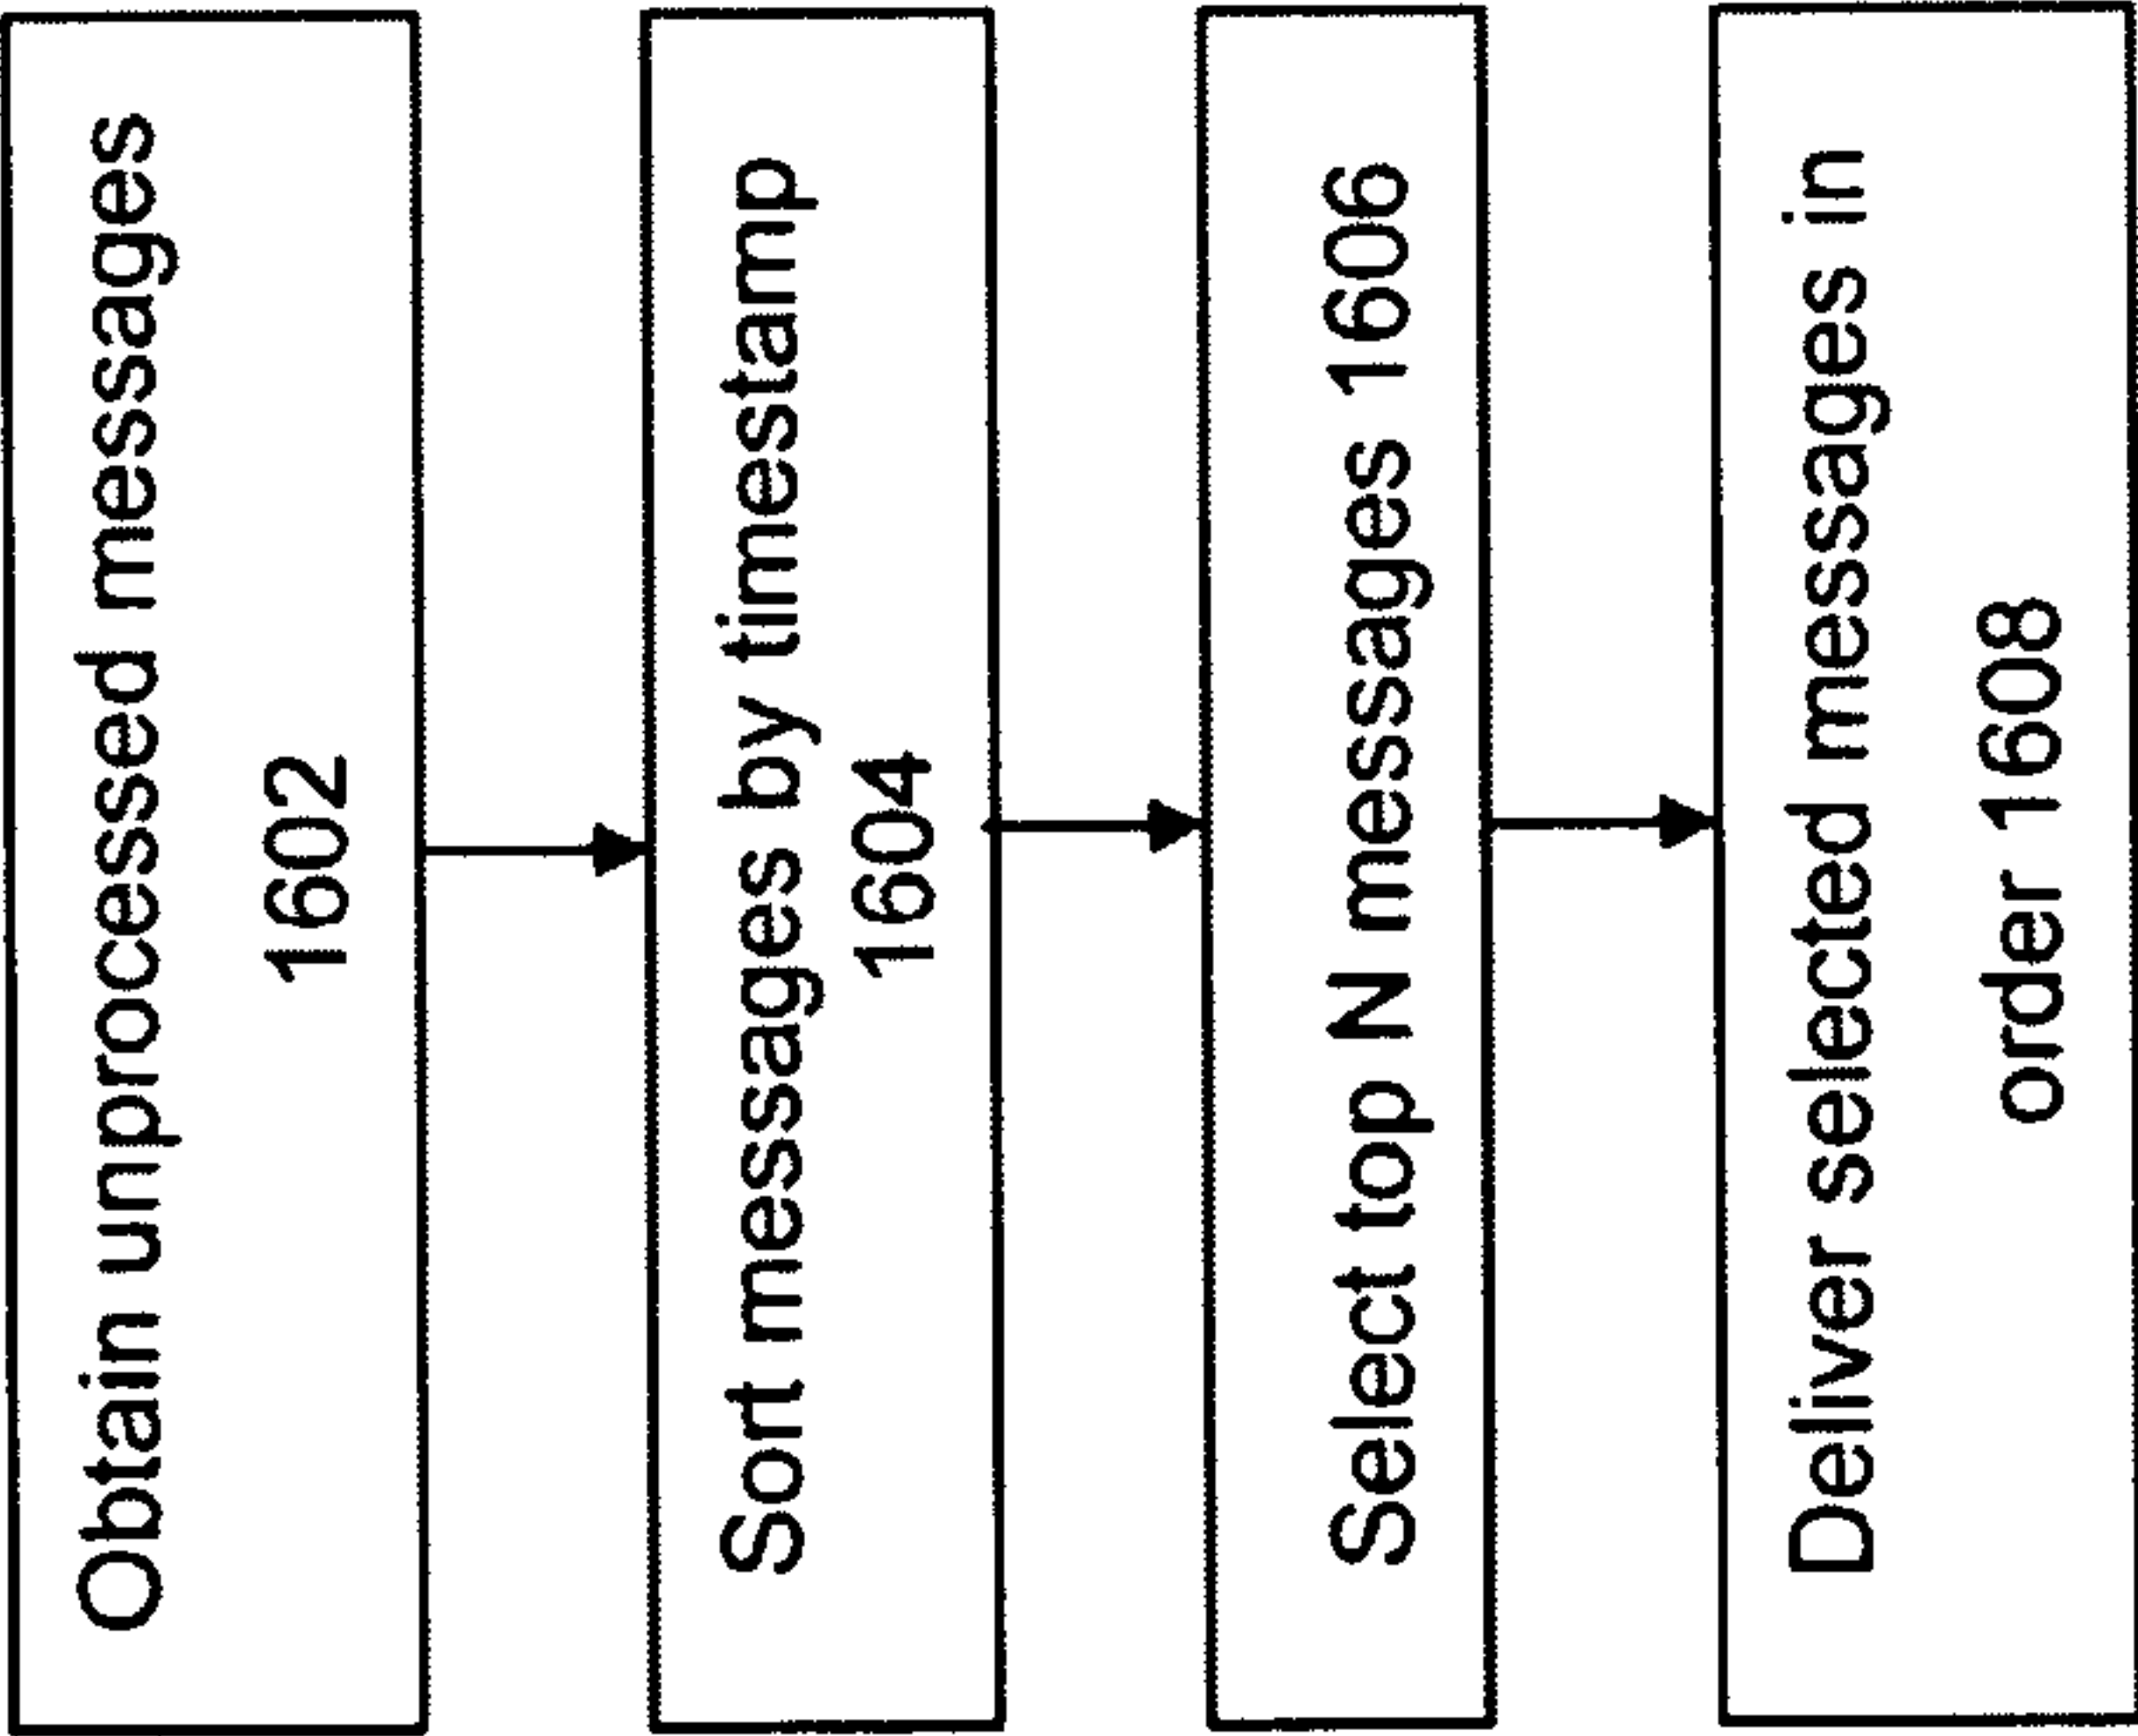 Obtain unprocessed messages
1602
Sort messages by timestamp
1604
Select top N messages 1606
Deliver selected messages in
order 1608